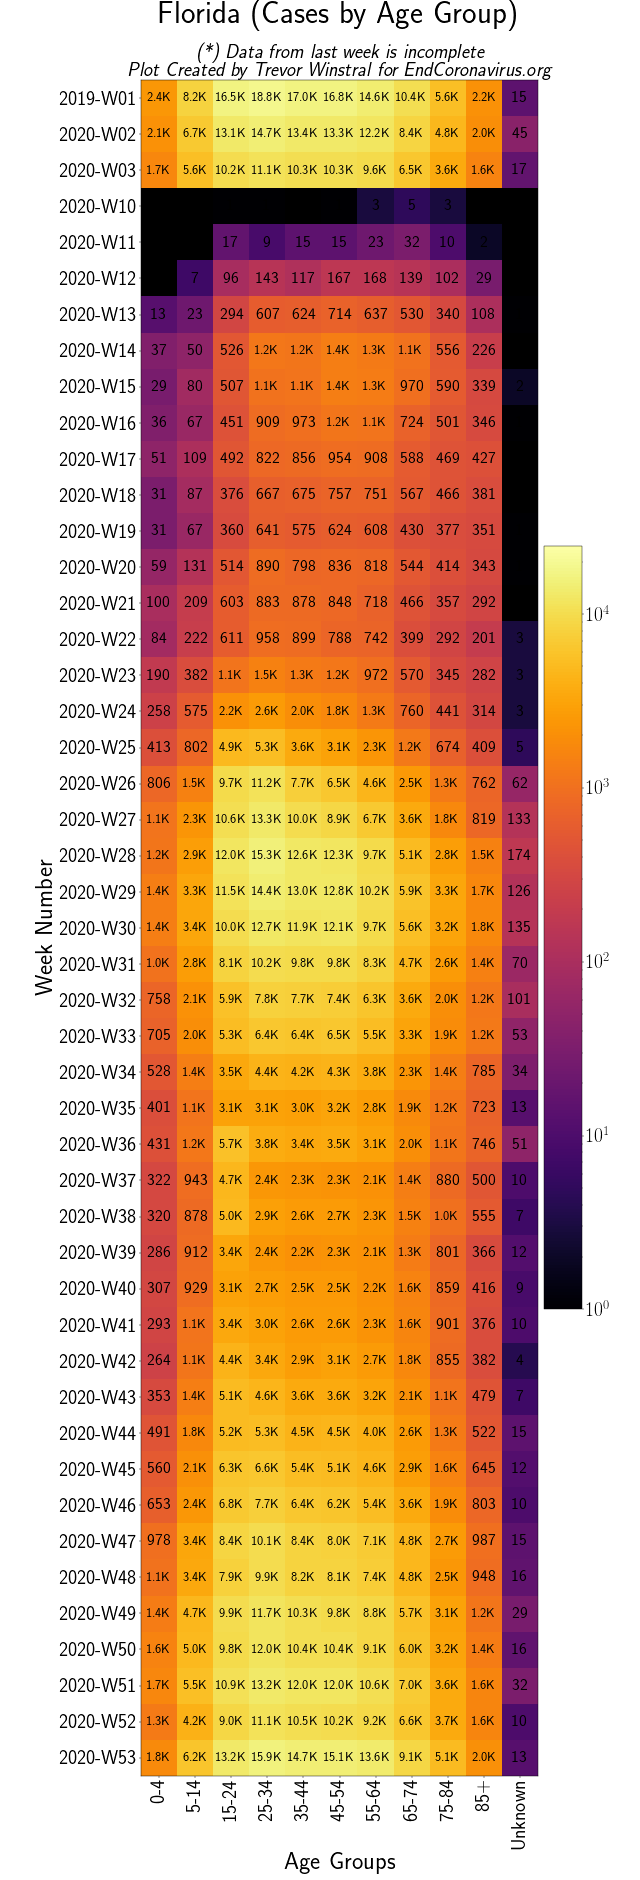 Florida (Cases by Age Group)
(*) Data from last week is incomplete
Plot Created by Trevor Winstral for EndCoronavirus.org
2019-W01 2.4K 8.2K 16.5K 18.8K 17.0K 16.8K 14.6K 10.4K 5.6K 2.2K 15
2020-W02 2.1K 6.7K 13.1K 14.7K 13.4K 13.3K 12.2K 8.4K 4.8K 2.0K 45
2020-W03 1.7K 5.6K 10.2K 11.1K 10.3K 10.3K 9.6K 6.5K 3.6K 1.6K 17
2020-W10 3 5 3
2020-W11 17 9 15 15 23 32 10 2
2020-W12 7 96 143 117 167 168 139 102 29
2020-W13 13 23 294 607 624 714 637 530 340 108
2020-W14 37 50 526 1.2K 1.2K 1.4K 1.3K 1.1K 556 226
2020-W15 29 80 507 1.1K 1.1K 1.4K 1.3K 970 590 339 2
2020-W16 36 67 451 909 973 1.2K 1.1K 724 501 346
2020-W17 51 109 492 822 856 954 908 588 469 427
2020-W18 31 87 376 667 675 757 751 567 466 381
2020-W19 31 67 360 641 575 624 608 430 377 351
2020-W20 59 131 514 890 798 836 818 544 414 343
2020-W21 100 209 603 883 878 848 718 466 357 292
2020-W22 84 222 611 958 899 788 742 399 292 201 3
2020-W23 190 382 1.1K 1.5K 1.3K 1.2K 972 570 345 282 3
2020-W24 258 575 2.2K 2.6K 2.0K 1.8K 1.3K 760 441 314 3
2020-W25 413 802 4.9K 5.3K 3.6K 3.1K 2.3K 1.2K 674 409 5
2020-W26 806 1.5K 9.7K 11.2K 7.7K 6.5K 4.6K 2.5K 1.3K 762 62
2020-W27 1.1K 2.3K 10.6K 13.3K 10.0K 8.9K 6.7K 3.6K 1.8K 819 133
2020-W28 1.2K 2.9K 12.0K 15.3K 12.6K 12.3K 9.7K 5.1K 2.8K 1.5K 174
2020-W29 1.4K 3.3K 11.5K 14.4K 13.0K 12.8K 10.2K 5.9K 3.3K 1.7K 126
2020-W30 1.4K 3.4K 10.0K 12.7K 11.9K 12.1K 9.7K 5.6K 3.2K 1.8K 135
2020-W31 1.0K 2.8K 8.1K 10.2K 9.8K 9.8K 8.3K 4.7K 2.6K 1.4K 70
2020-W32 758 2.1K 5.9K 7.8K 7.7K 7.4K 6.3K 3.6K 2.0K 1.2K 101
2020-W33 705 2.0K 5.3K 6.4K 6.4K 6.5K 5.5K 3.3K 1.9K 1.2K 53
2020-W34 528 1.4K 3.5K 4.4K 4.2K 4.3K 3.8K 2.3K 1.4K 785 34
2020-W35 401 1.1K 3.1K 3.1K 3.0K 3.2K 2.8K 1.9K 1.2K 723 13
2020-W36 431 1.2K 5.7K 3.8K 3.4K 3.5K 3.1K 2.0K 1.1K 746 51
2020-W37 322 943 4.7K 2.4K 2.3K 2.3K 2.1K 1.4K 880 500 10
2020-W38 320 878 5.0K 2.9K 2.6K 2.7K 2.3K 1.5K 1.0K 555 7
2020-W39 286 912 3.4K 2.4K 2.2K 2.3K 2.1K 1.3K 801 366 12
2020-W40 307 929 3.1K 2.7K 2.5K 2.5K 2.2K 1.6K 859 416 9
2020-W41 293 1.1K 3.4K 3.0K 2.6K 2.6K 2.3K 1.6K 901 376 10
2020-W42 264 1.1K 4.4K 3.4K 2.9K 3.1K 2.7K 1.8K 855 382 4
2020-W43 353 1.4K 5.1K 4.6K 3.6K 3.6K 3.2K 2.1K 1.1K 479 7
2020-W44 491 1.8K 5.2K 5.3K 4.5K 4.5K 4.0K 2.6K 1.3K 522 15
2020-W45 560 2.1K 6.3K 6.6K 5.4K 5.1K 4.6K 2.9K 1.6K 645 12
2020-W46 653 2.4K 6.8K 7.7K 6.4K 6.2K 5.4K 3.6K 1.9K 803 10
2020-W47 978 3.4K 8.4K 10.1K 8.4K 8.0K 7.1K 4.8K 2.7K 987 15
2020-W48 1.1K 3.4K 7.9K 9.9K 8.2K 8.1K 7.4K 4.8K 2.5K 948 16
2020-W49 1.4K 4.7K 9.9K 11.7K 10.3K 9.8K 8.8K 5.7K 3.1K 1.2K 29
2020-W50 1.6K 5.0K 9.8K 12.0K 10.4K 10.4K 9.1K 6.0K 3.2K 1.4K 16
2020-W51 1.7K 5.5K 10.9K 13.2K 12.0K 12.0K 10.6K 7.0K 3.6K 1.6K 32
2020-W52 1.3K 4.2K 9.0K 11.1K 10.5K 10.2K 9.2K 6.6K 3.7K 1.6K 10
2020-W53 1.8K 6.2K 13.2K 15.9K 14.7K 15.1K 13.6K 9.1K 5.1K 2.0K 13
0-4 5-14 15-24 25-34 35-44 45-54 55-64 65-74 75-84 85+ Unknown
Age Groups
Week Number
10⁴
10³
10²
10¹
10⁰